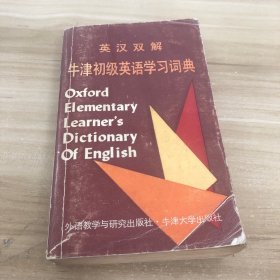 英汉双解
牛津初级英语学习词典
Oxford
Elementary
Learner's
Dictionary
Of English
外语教学与研究出版社·牛津大学出版社